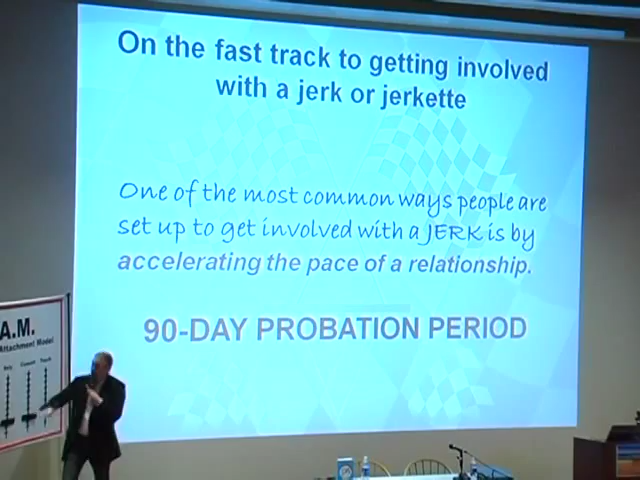 On the fast track to getting involved
with a jerk or jerkette
One of the most common ways people are
set up to get involved with a JERK is by
accelerating the pace of a relationship.
90-DAY PROBATION PERIOD
A.M.
Attachment Model
Rely
Touch